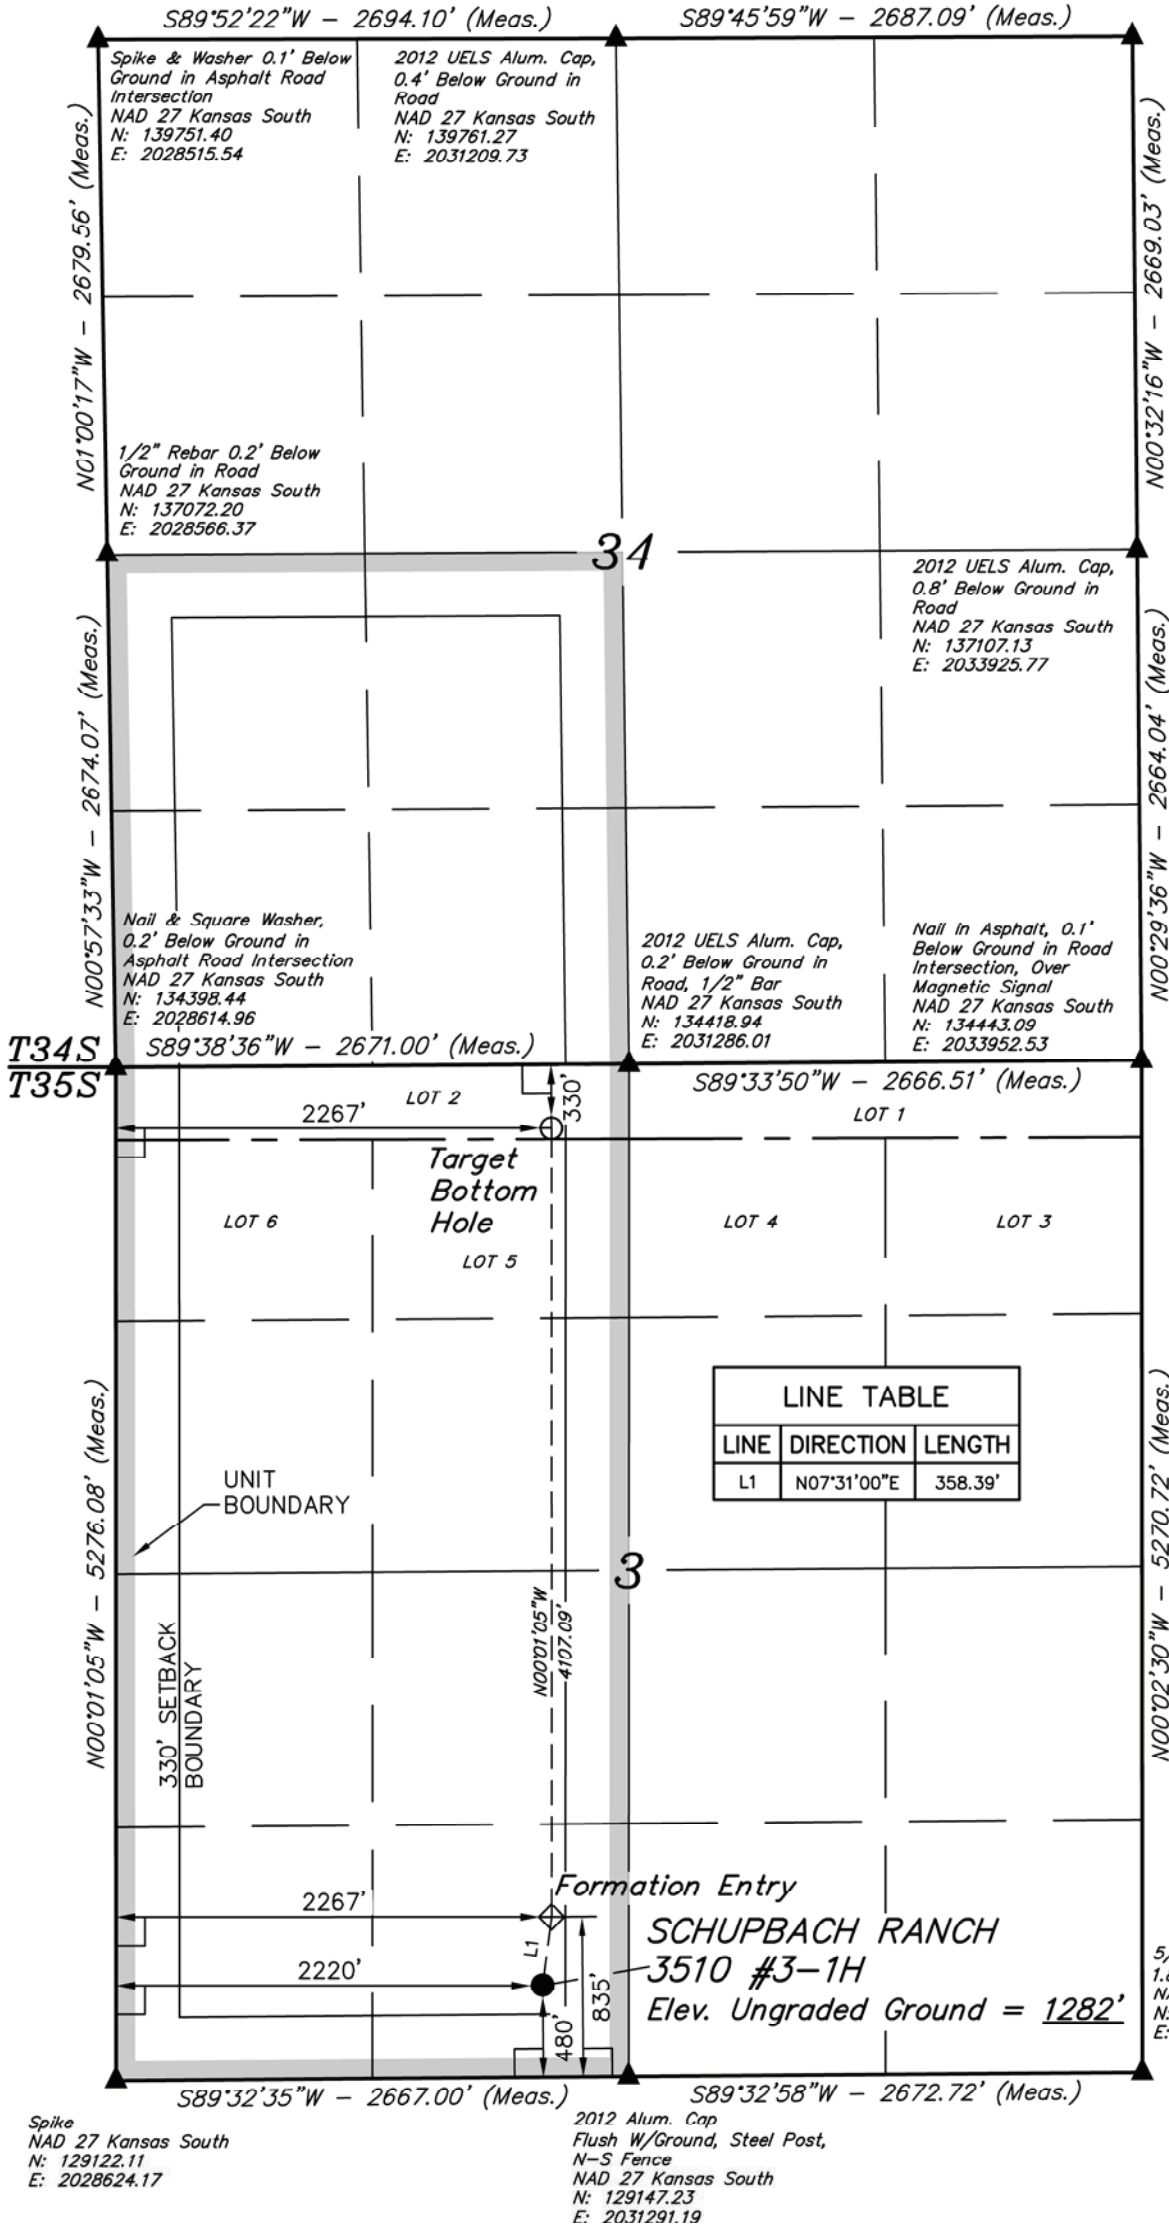 S89°52'22"W - 2694.10' (Meas.)
S89°45'59"W - 2687.09' (Meas.)
Spike & Washer 0.1' Below
Ground in Asphalt Road
Intersection
NAD 27 Kansas South
N: 139751.40
E: 2028515.54
2012 UELS Alum. Cap,
0.4' Below Ground in
Road
NAD 27 Kansas South
N: 139761.27
E: 2031209.73
N01°00'17"W - 2679.56' (Meas.)
N00°32'16"W - 2669.03' (Meas.)
1/2" Rebar 0.2' Below
Ground in Road
NAD 27 Kansas South
N: 137072.20
E: 2028566.37
34
2012 UELS Alum. Cap,
0.8' Below Ground in
Road
NAD 27 Kansas South
N: 137107.13
E: 2033925.77
N00°57'33"W - 2674.07' (Meas.)
N00°29'36"W - 2664.04' (Meas.)
Nail & Square Washer,
0.2' Below Ground in
Asphalt Road Intersection
NAD 27 Kansas South
N: 134398.44
E: 2028614.96
2012 UELS Alum. Cap,
0.2' Below Ground in
Road, 1/2" Bar
NAD 27 Kansas South
N: 134418.94
E: 2031286.01
Nail in Asphalt, 0.1'
Below Ground in Road
Intersection, Over
Magnetic Signal
NAD 27 Kansas South
N: 134443.09
E: 2033952.53
T34S
T35S
S89°38'36"W - 2671.00' (Meas.)
S89°33'50"W - 2666.51' (Meas.)
LOT 2
330'
LOT 1
2267'
Target
Bottom
Hole
LOT 6
LOT 5
LOT 4
LOT 3
LINE TABLE
LINE DIRECTION LENGTH
L1 N07°31'00"E 358.39'
UNIT
BOUNDARY
N00°01'05"W - 5276.08' (Meas.)
N00°02'30"W - 5270.72' (Meas.)
3
330' SETBACK
BOUNDARY
N00°01'05"W
4107.09'
Formation Entry
2267'
L1
2220'
480'
835'
SCHUPBACH RANCH
3510 #3-1H
Elev. Ungraded Ground = 1282'
5/
N:
E:
S89°32'35"W - 2667.00' (Meas.)
S89°32'58"W - 2672.72' (Meas.)
Spike
NAD 27 Kansas South
N: 129122.11
E: 2028624.17
2012 Alum. Cap
Flush W/Ground, Steel Post,
N-S Fence
NAD 27 Kansas South
N: 129147.23
E: 2031291.19